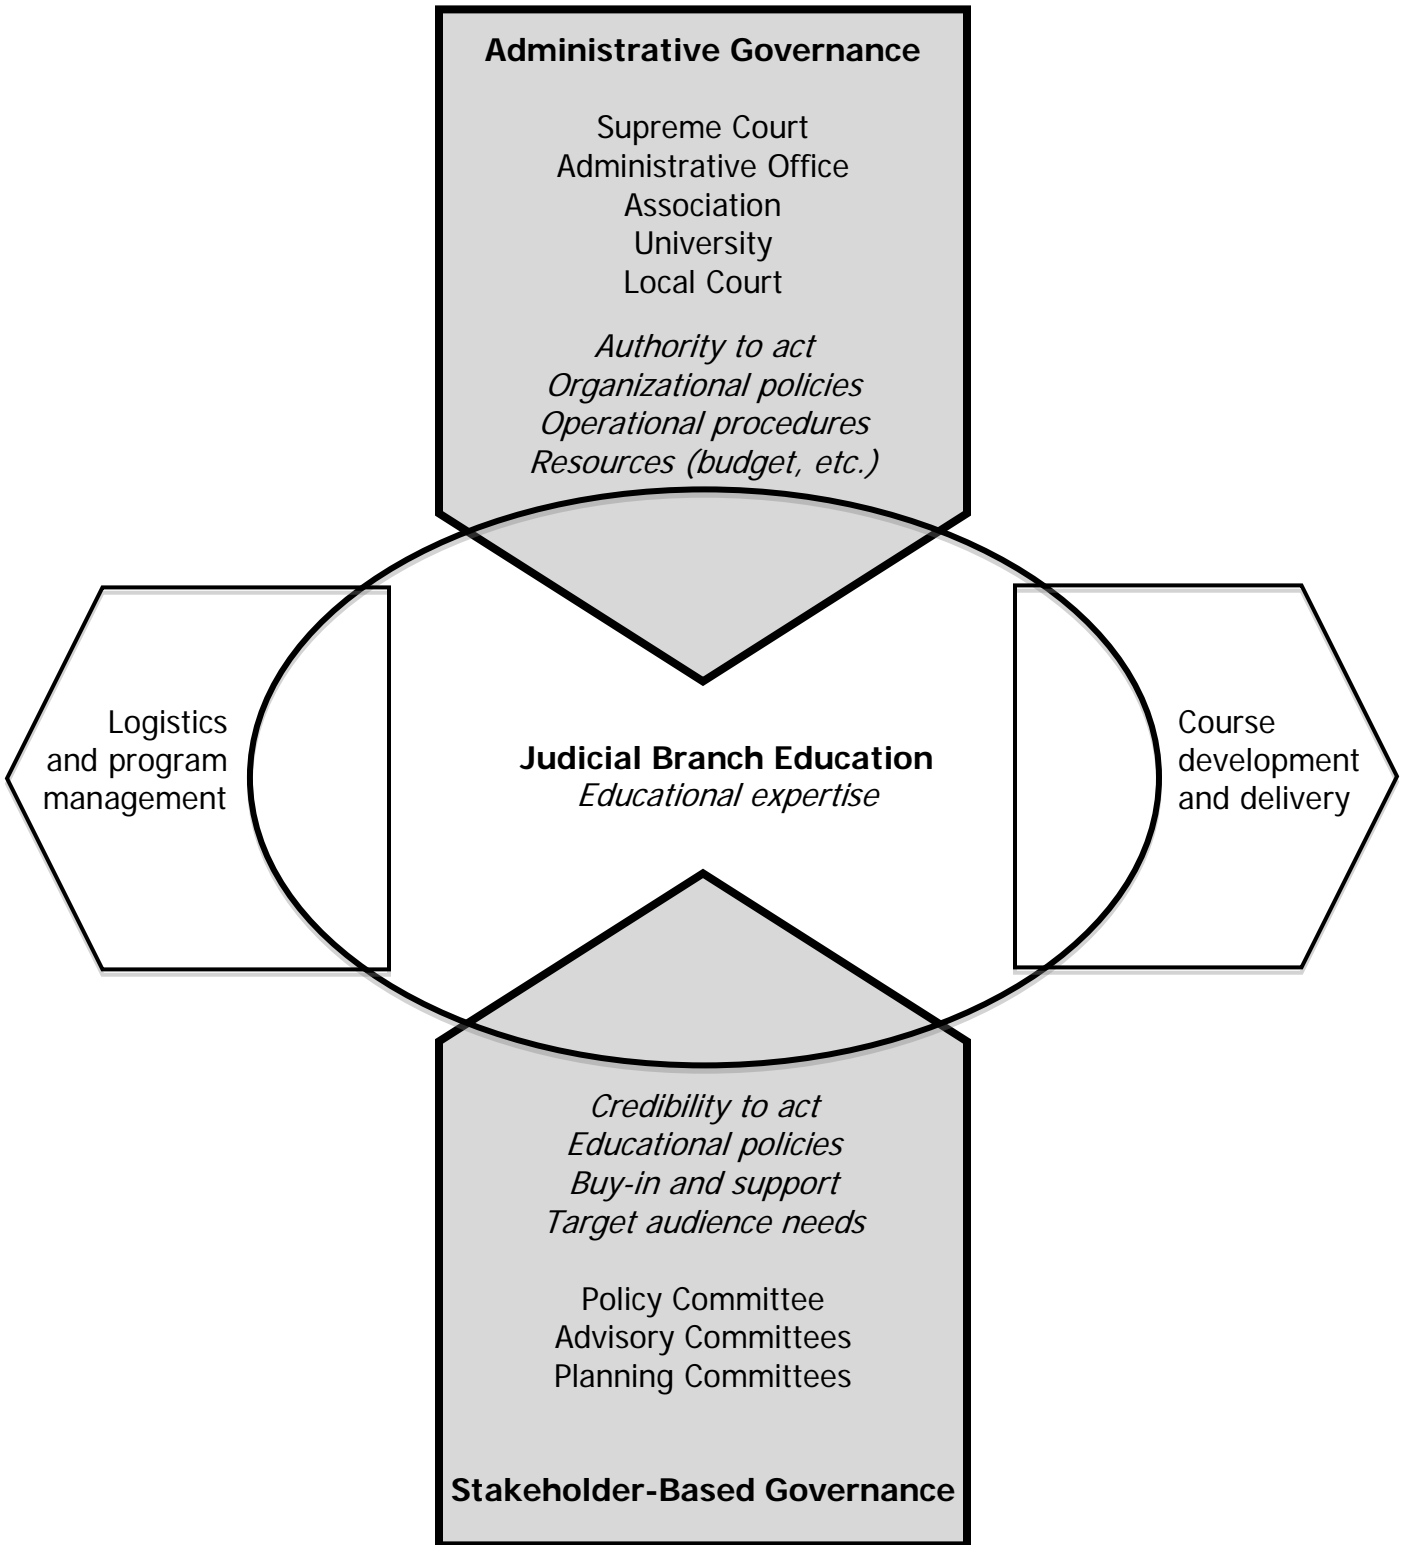 Administrative Governance
Supreme Court
Administrative Office
Association
University
Local Court
Authority to act
Organizational policies
Operational procedures
Resources (budget, etc.)
Logistics
and program
management
Judicial Branch Education
Educational expertise
Course
development
and delivery
Credibility to act
Educational policies
Buy-in and support
Target audience needs
Policy Committee
Advisory Committees
Planning Committees
Stakeholder-Based Governance